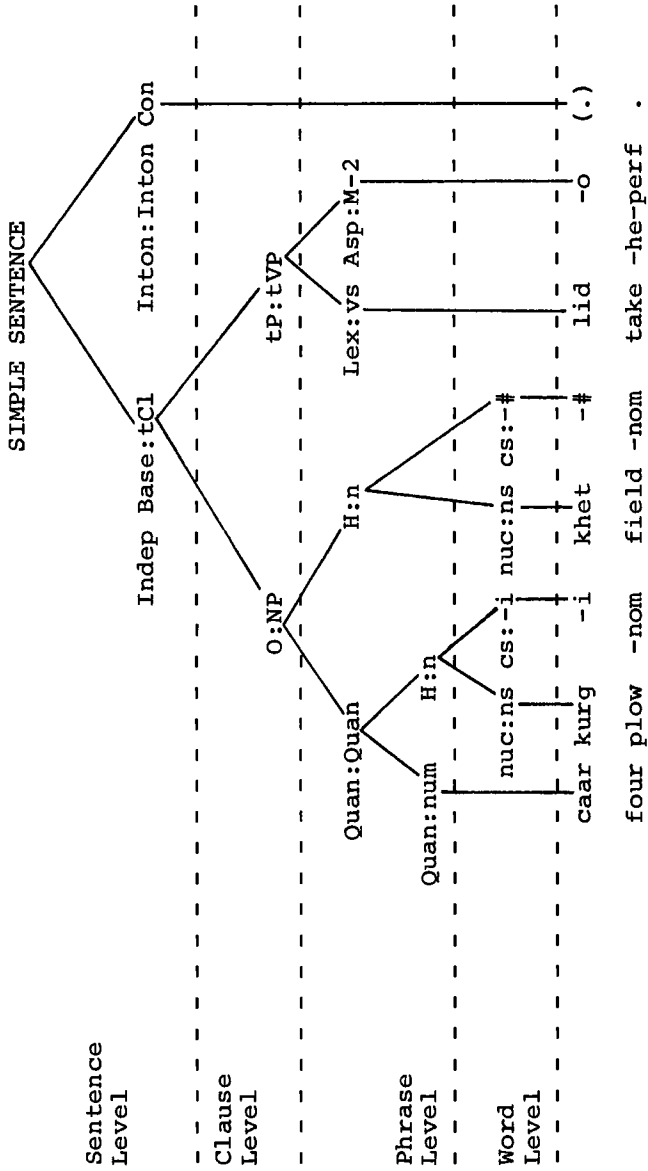 SIMPLE SENTENCE
Sentence
Level
Indep Base:tCl Inton:Inton Con
Clause
Level
O:NP tP:tVP
Quan:Quan H:n Lex:vs Asp:M-2
Phrase
Level
Quan:num H:n
Word
Level
nuc:ns cs:-i nuc:ns cs:-#
caar kurg -i khet -# lid -o (.)
four plow -nom field -nom take -he-perf .